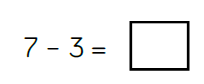 7 - 3 =